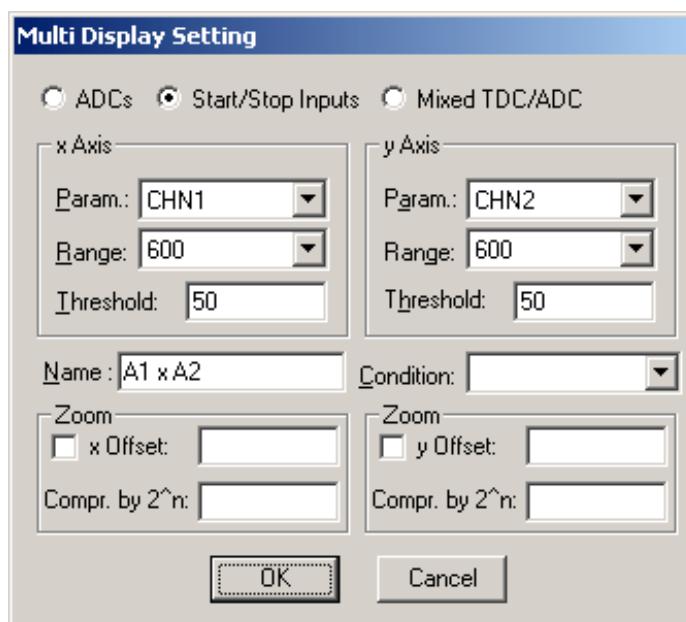 Multi Display Setting
ADCs Start/Stop Inputs Mixed TDC/ADC
x Axis
Param.: CHN1
Range: 600
Threshold: 50
y Axis
Param.: CHN2
Range: 600
Threshold: 50
Name : A1 x A2
Condition:
Zoom
x Offset:
Compr. by 2^n:
Zoom
y Offset:
Compr. by 2^n:
OK Cancel